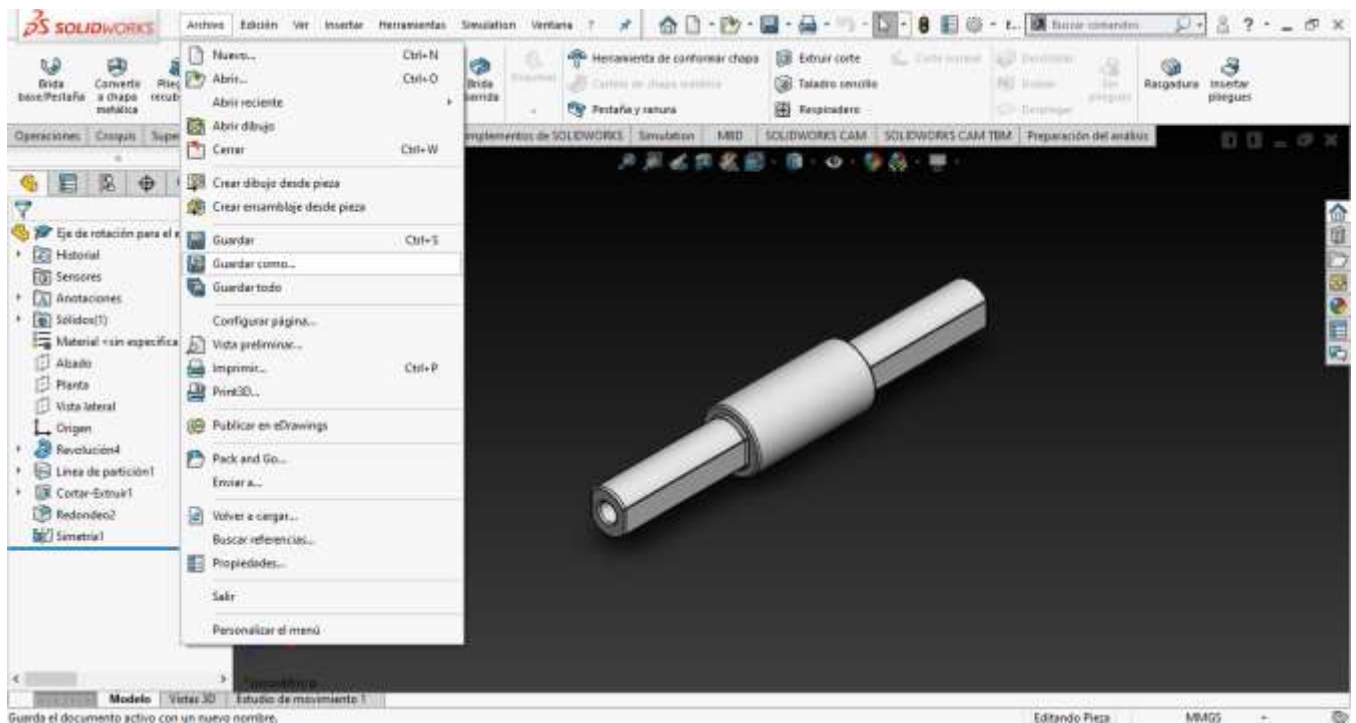 SOLIDWORKS
Archivo Edición Ver Insertar Herramientas Simulation Ventana ?
Buscar comandos
Brida base/Pestaña
Convertir a chapa metálica
Herramienta de conformar chapa
Pestaña y ranura
Extruir corte
Taladro sencillo
Respiradero
Corte normal
Rasgadura
Insertar pliegues
Operaciones Croquis
SOLIDWORKS Simulation MBD SOLIDWORKS CAM SOLIDWORKS CAM TBM Preparación del análisis
Nuevo... Ctrl+N
Abrir... Ctrl+O
Abrir reciente
Abrir dibujo
Cerrar Ctrl+W
Crear dibujo desde pieza
Crear ensamblaje desde pieza
Guardar Ctrl+S
Guardar como...
Guardar todo
Configurar página...
Vista preliminar...
Imprimir... Ctrl+P
Print3D...
Publicar en eDrawings
Pack and Go...
Enviar a...
Volver a cargar...
Buscar referencias...
Propiedades...
Salir
Personalizar el menú
Eje de rotación para el
Historial
Sensores
Anotaciones
Sólidos(1)
Material <sin especifica
Alzado
Planta
Vista lateral
Origen
Revolución4
Línea de partición1
Cortar-Extruir1
Redondeo2
Simetría1
Modelo Vistas 3D Estudio de movimiento 1
Guarda el documento activo con un nuevo nombre.
Editando Pieza MMGS